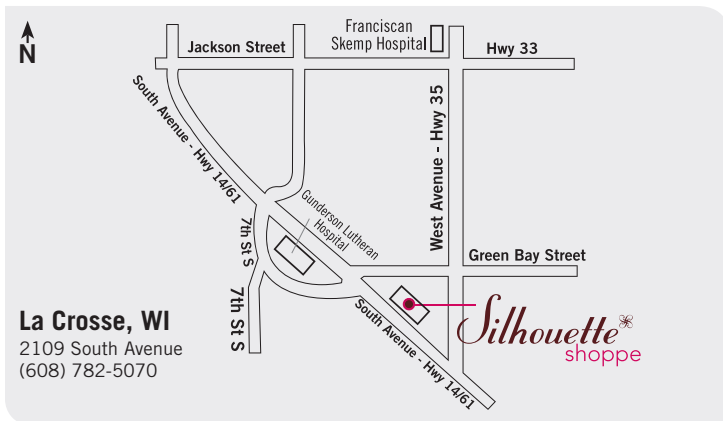 N
Jackson Street
Franciscan
Skemp Hospital
Hwy 33
South Avenue - Hwy 14/61
West Avenue - Hwy 35
Gunderson Lutheran
Hospital
7th St S
Green Bay Street
7th St S
La Crosse, WI
2109 South Avenue
(608) 782-5070
South Avenue - Hwy 14/61
Silhouette
shoppe